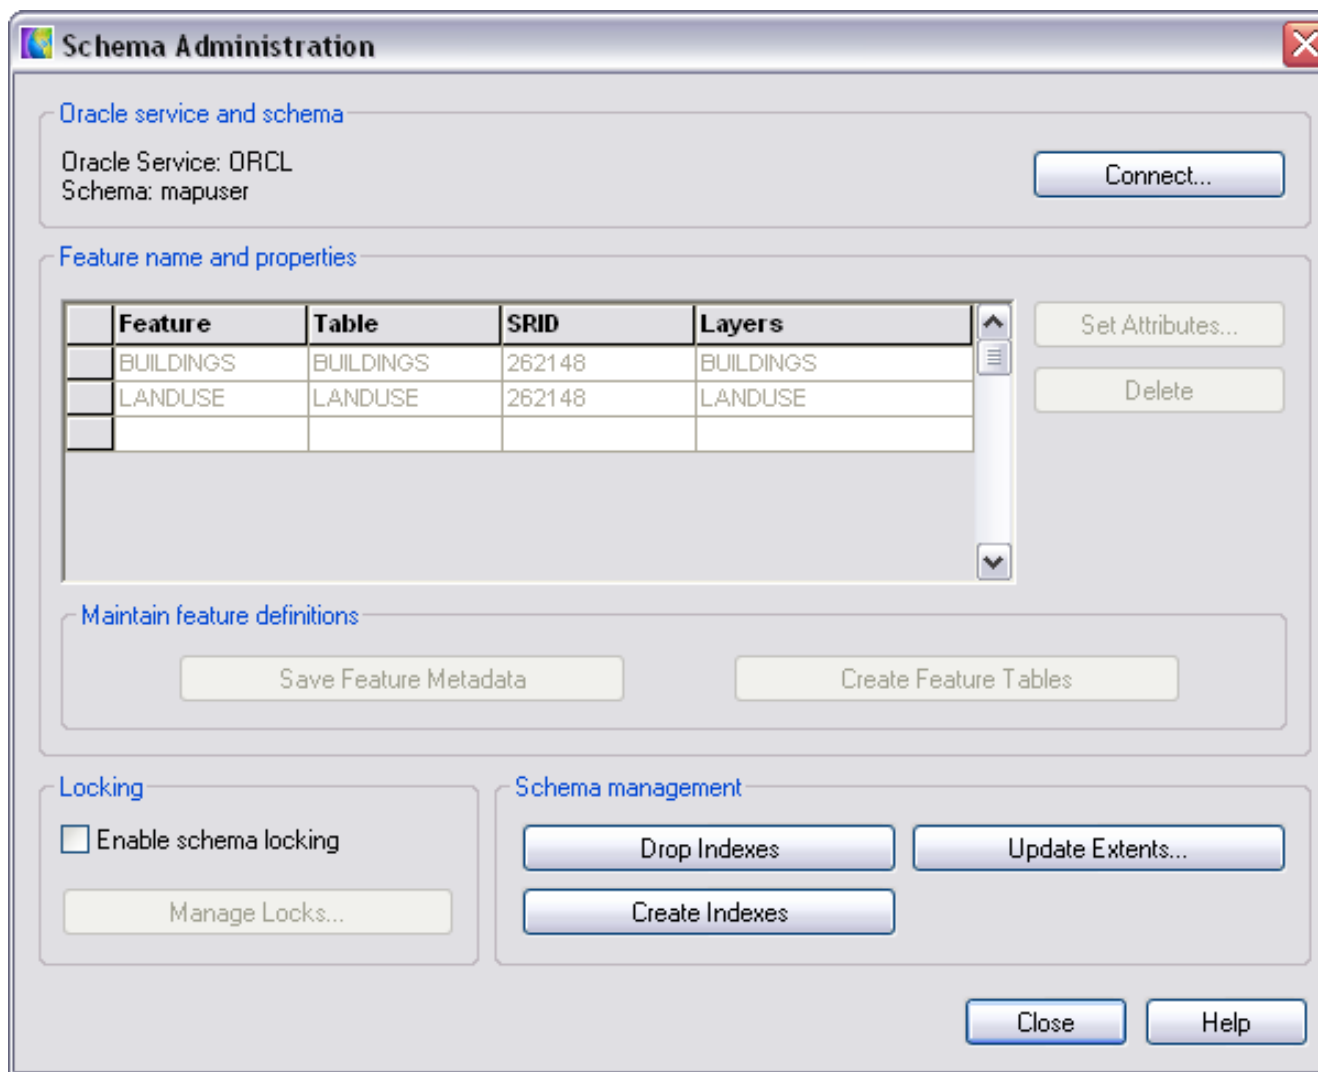 Schema Administration
Oracle service and schema
Oracle Service: ORCL
Schema: mapuser
Connect...
Feature name and properties
Feature Table SRID Layers
BUILDINGS BUILDINGS 262148 BUILDINGS
LANDUSE LANDUSE 262148 LANDUSE
Set Attributes...
Delete
Maintain feature definitions
Save Feature Metadata Create Feature Tables
Locking
Enable schema locking
Manage Locks...
Schema management
Drop Indexes Update Extents...
Create Indexes
Close Help